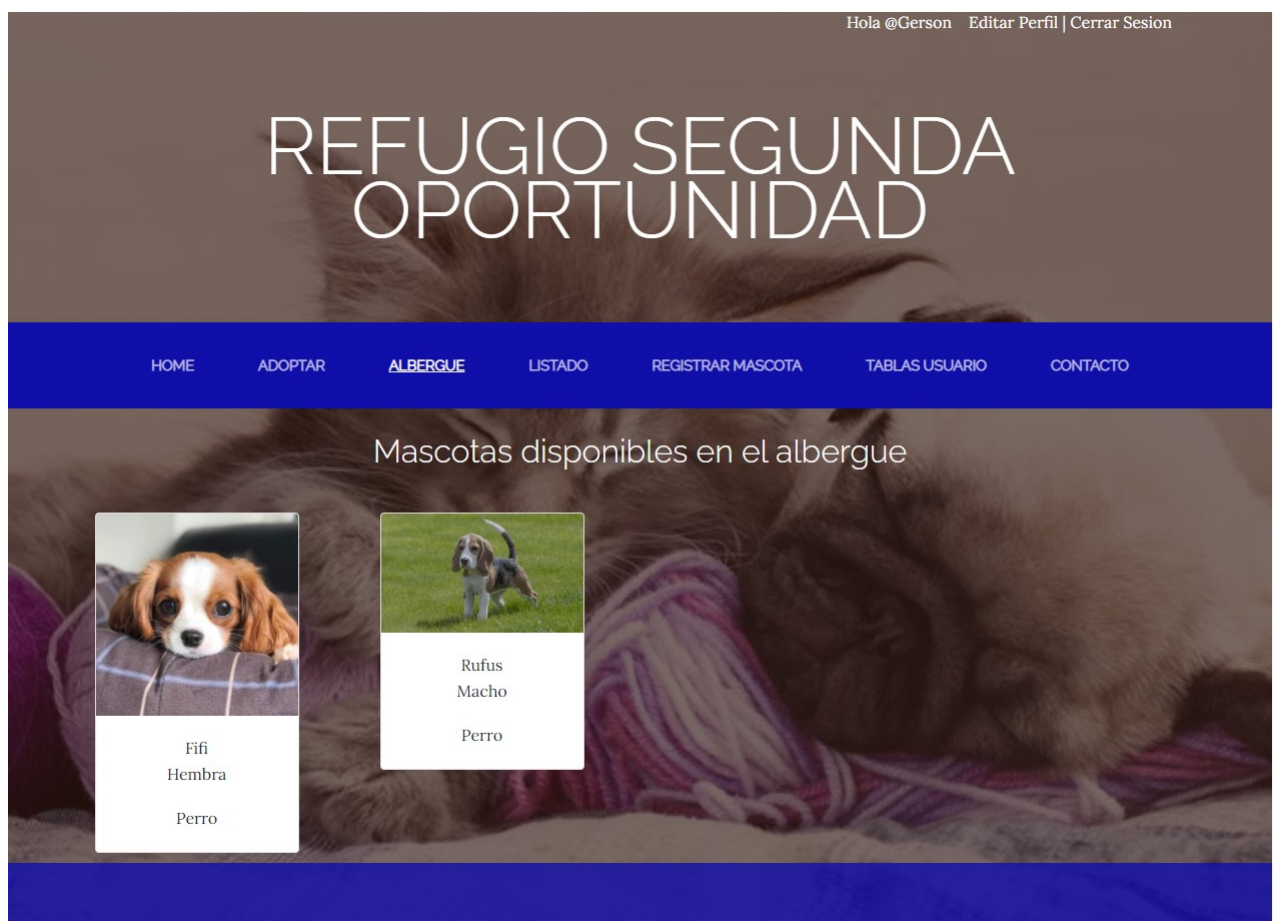 Hola @Gerson Editar Perfil | Cerrar Sesion
REFUGIO SEGUNDA
OPORTUNIDAD
HOME ADOPTAR ALBERGUE LISTADO REGISTRAR MASCOTA TABLAS USUARIO CONTACTO
Mascotas disponibles en el albergue
Fifi
Hembra
Perro
Rufus
Macho
Perro